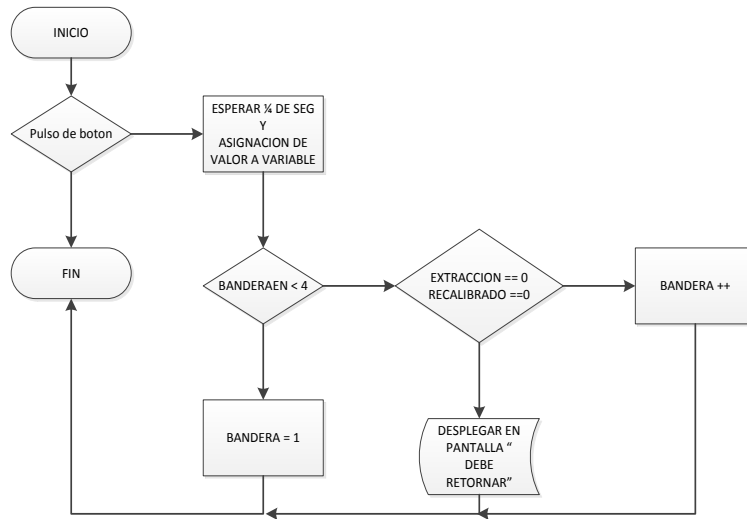 INICIO
Pulso de boton
ESPERAR ¼ DE SEG
Y
ASIGNACION DE
VALOR A VARIABLE
FIN
BANDERAEN < 4
EXTRACCION == 0
RECALIBRADO ==0
BANDERA ++
BANDERA = 1
DESPLEGAR EN
PANTALLA “
DEBE
RETORNAR”